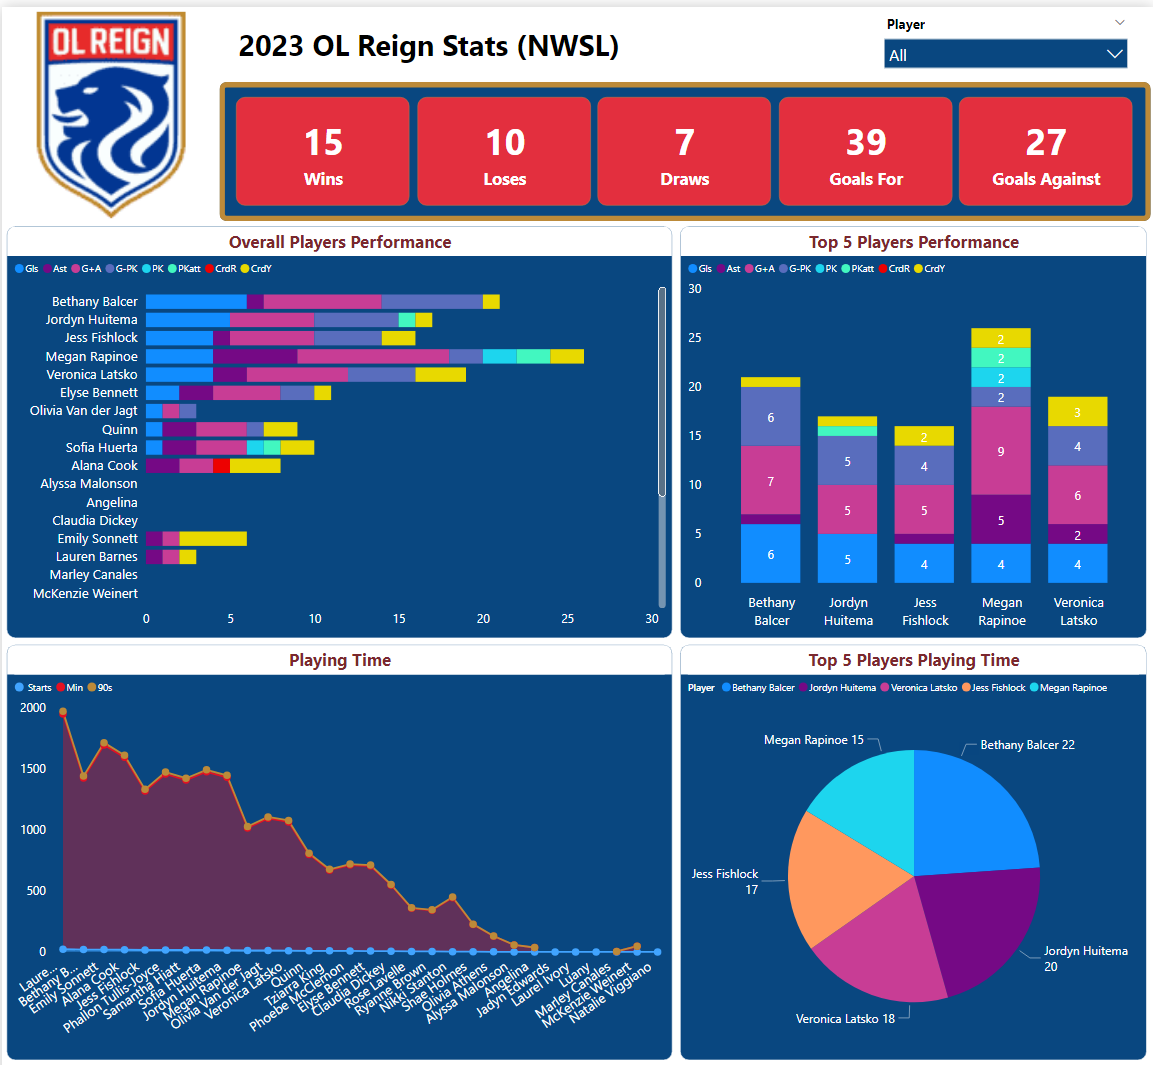 OL REIGN
2023 OL Reign Stats (NWSL)
Player
All
15
Wins
10
Loses
7
Draws
39
Goals For
27
Goals Against
Overall Players Performance
Gls Ast G+A G-PK PK PKatt CrdR CrdY
Bethany Balcer
Jordyn Huitema
Jess Fishlock
Megan Rapinoe
Veronica Latsko
Elyse Bennett
Olivia Van der Jagt
Quinn
Sofia Huerta
Alana Cook
Alyssa Malonson
Angelina
Claudia Dickey
Emily Sonnett
Lauren Barnes
Marley Canales
McKenzie Weinert
0 5 10 15 20 25 30
Top 5 Players Performance
Gls Ast G+A G-PK PK PKatt CrdR CrdY
30
25
20
15
10
5
0
6
7
6
5
5
5
4
5
4
2
2
2
2
2
9
5
4
3
4
6
2
4
Bethany
Balcer
Jordyn
Huitema
Jess
Fishlock
Megan
Rapinoe
Veronica
Latsko
Playing Time
Starts Min 90s
2000
1500
1000
500
0
Laure...
Bethany B...
Emily Sonnett
Alana Cook
Jess Fishlock
Phallon Tullis-Joyce
Samantha Hiatt
Sofia Huerta
Jordyn Huitema
Megan Rapinoe
Olivia Van der Jagt
Veronica Latsko
Quinn
Tziarra King
Phoebe McClernon
Elyse Bennett
Claudia Dickey
Rose Lavelle
Ryanne Brown
Nikki Stanton
Shae Holmes
Olivia Athens
Alyssa Malonson
Angelina
Jadyn Edwards
Laurel Ivory
Luany
Marley Canales
McKenzie Weinert
Natalie Viggiano
Top 5 Players Playing Time
Player Bethany Balcer Jordyn Huitema Veronica Latsko Jess Fishlock Megan Rapinoe
Megan Rapinoe 15
Bethany Balcer 22
Jess Fishlock
17
Jordyn Huitema
20
Veronica Latsko 18